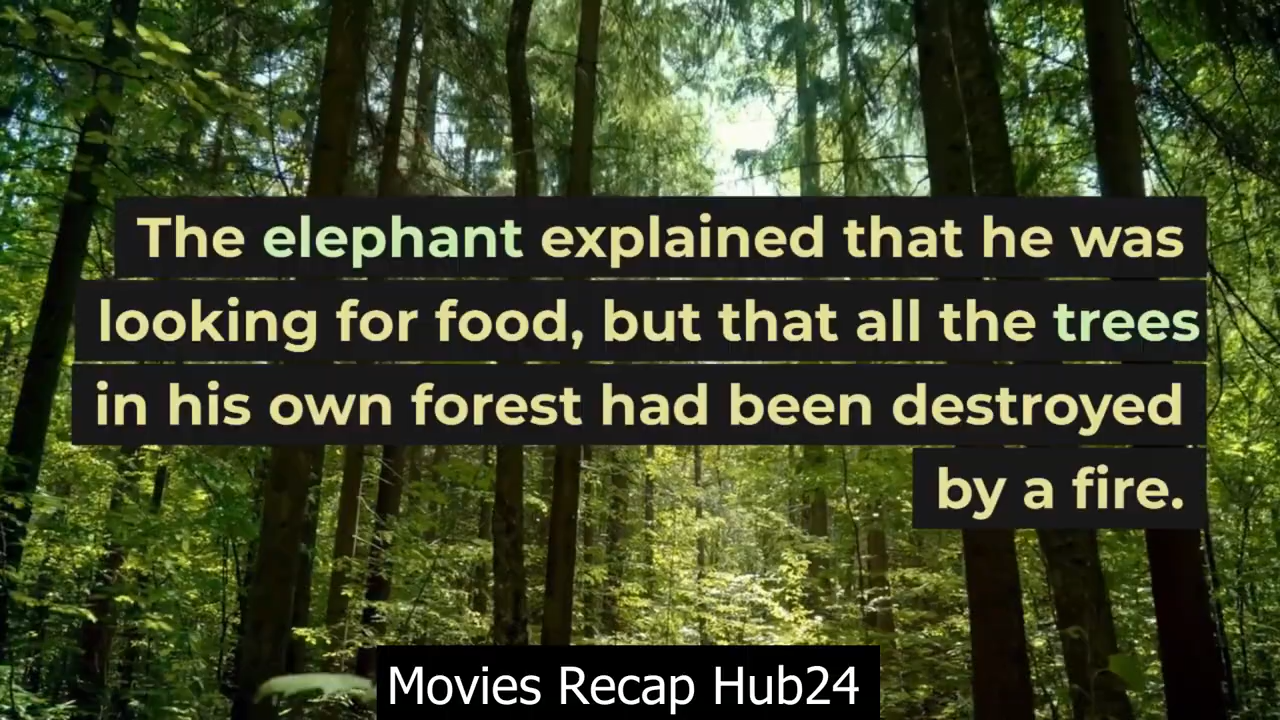 The elephant explained that he was
looking for food, but that all the trees
in his own forest had been destroyed
by a fire.
Movies Recap Hub24